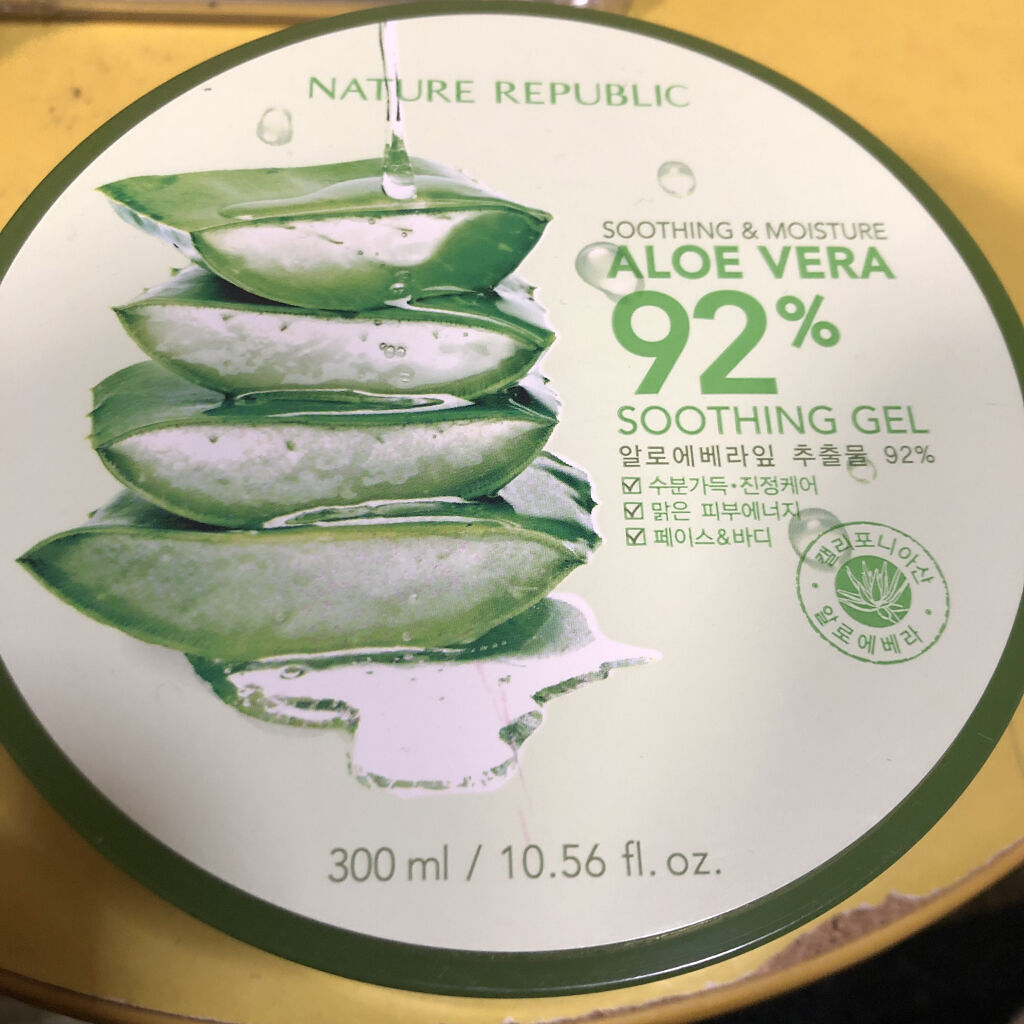 NATURE REPUBLIC
SOOTHING & MOISTURE
ALOE VERA
92%
SOOTHING GEL
알로에베라잎 추출물 92%
☑ 수분가득·진정케어
☑ 맑은 피부에너지
☑ 페이스&바디
캘리포니아산
알로에베라
300 ml / 10.56 fl. oz.